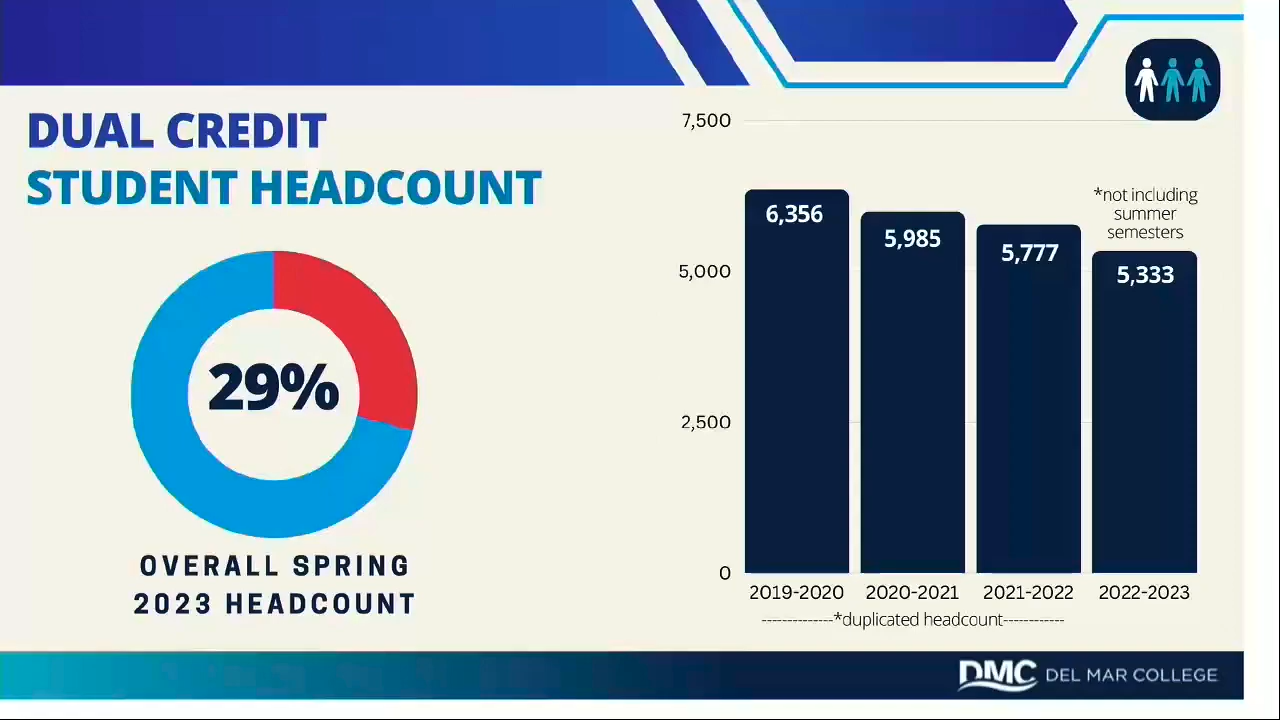 DUAL CREDIT
STUDENT HEADCOUNT
29%
OVERALL SPRING
2023 HEADCOUNT
7,500
5,000
2,500
0
6,356
5,985
5,777
5,333
*not including
summer
semesters
2019-2020 2020-2021 2021-2022 2022-2023
--------------*duplicated headcount------------
DMC DEL MAR COLLEGE